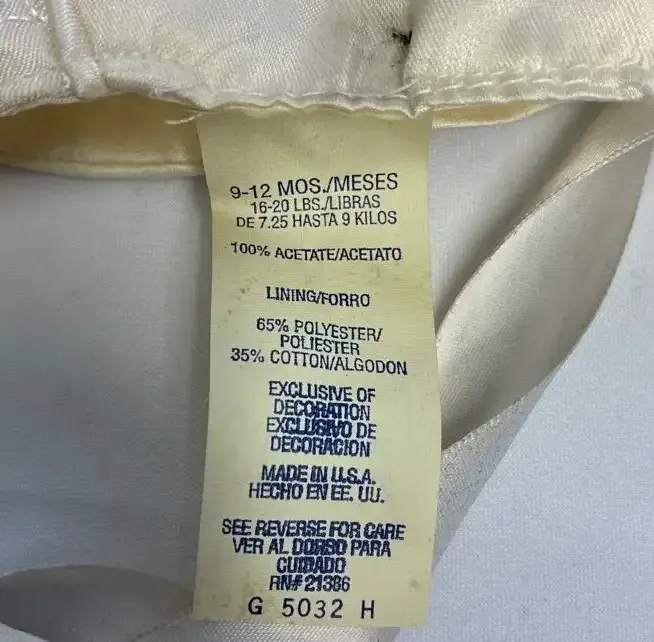 9-12 MOS./MESES
16-20 LBS./LIBRAS
DE 7.25 HASTA 9 KILOS
100% ACETATE/ACETATO
LINING/FORRO
65% POLYESTER/
POLIESTER
35% COTTON/ALGODON
EXCLUSIVE OF
DECORATION
EXCLUSIVO DE
DECORACION
MADE IN U.S.A.
HECHO EN EE. UU.
SEE REVERSE FOR CARE
VER AL DORSO PARA
CUIDADO
RN# 21386
G 5032 H